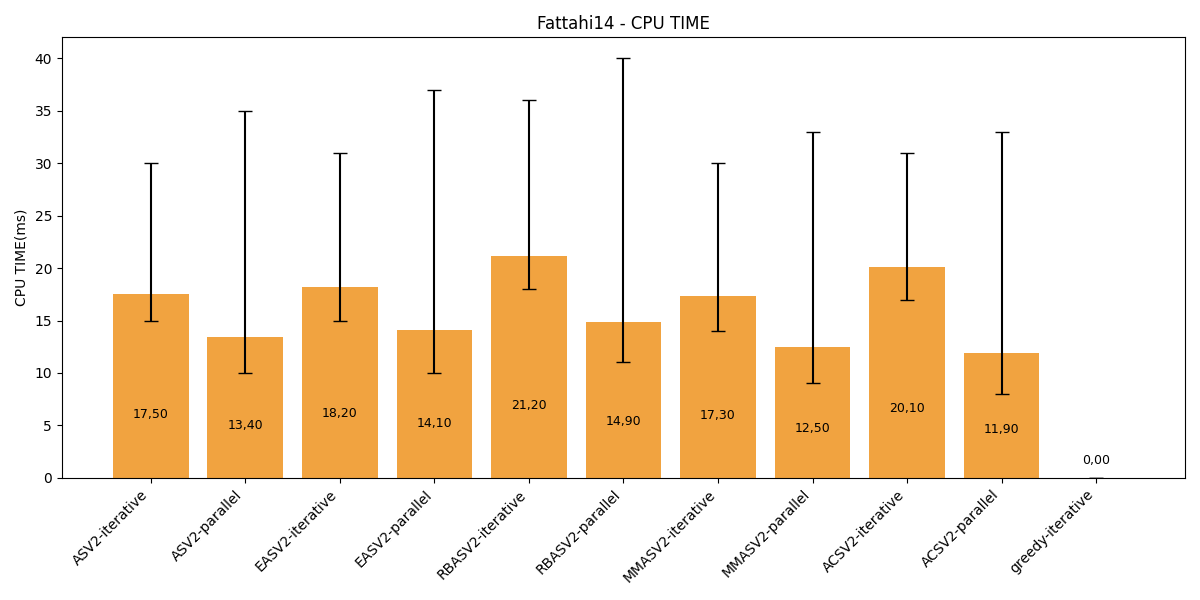 Fattahi14 - CPU TIME
CPU TIME(ms)
40
35
30
25
20
15
10
5
0
17,50
13,40
18,20
14,10
21,20
14,90
17,30
12,50
20,10
11,90
0,00
ASV2-iterative
ASV2-parallel
EASV2-iterative
EASV2-parallel
RBASV2-iterative
RBASV2-parallel
MMASV2-iterative
MMASV2-parallel
ACSV2-iterative
ACSV2-parallel
greedy-iterative